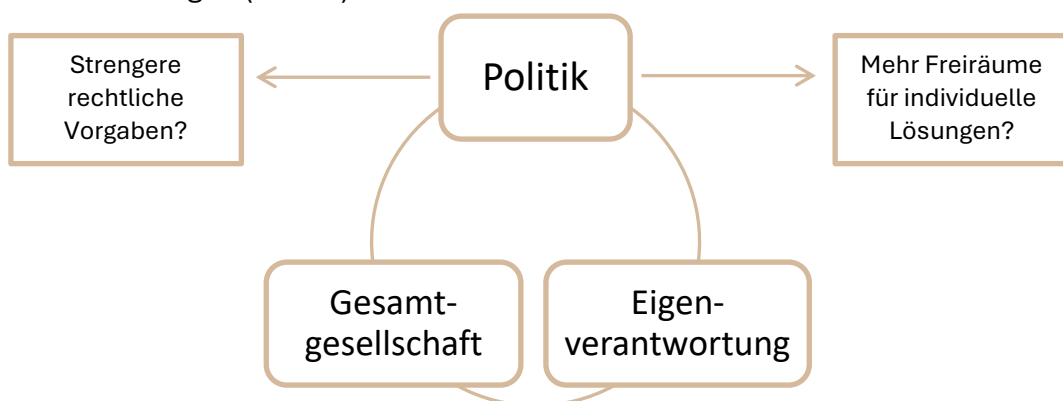 Strengere
rechtliche
Vorgaben?
Politik
Mehr Freiräume
für individuelle
Lösungen?
Gesamt-
gesellschaft
Eigen-
verantwortung